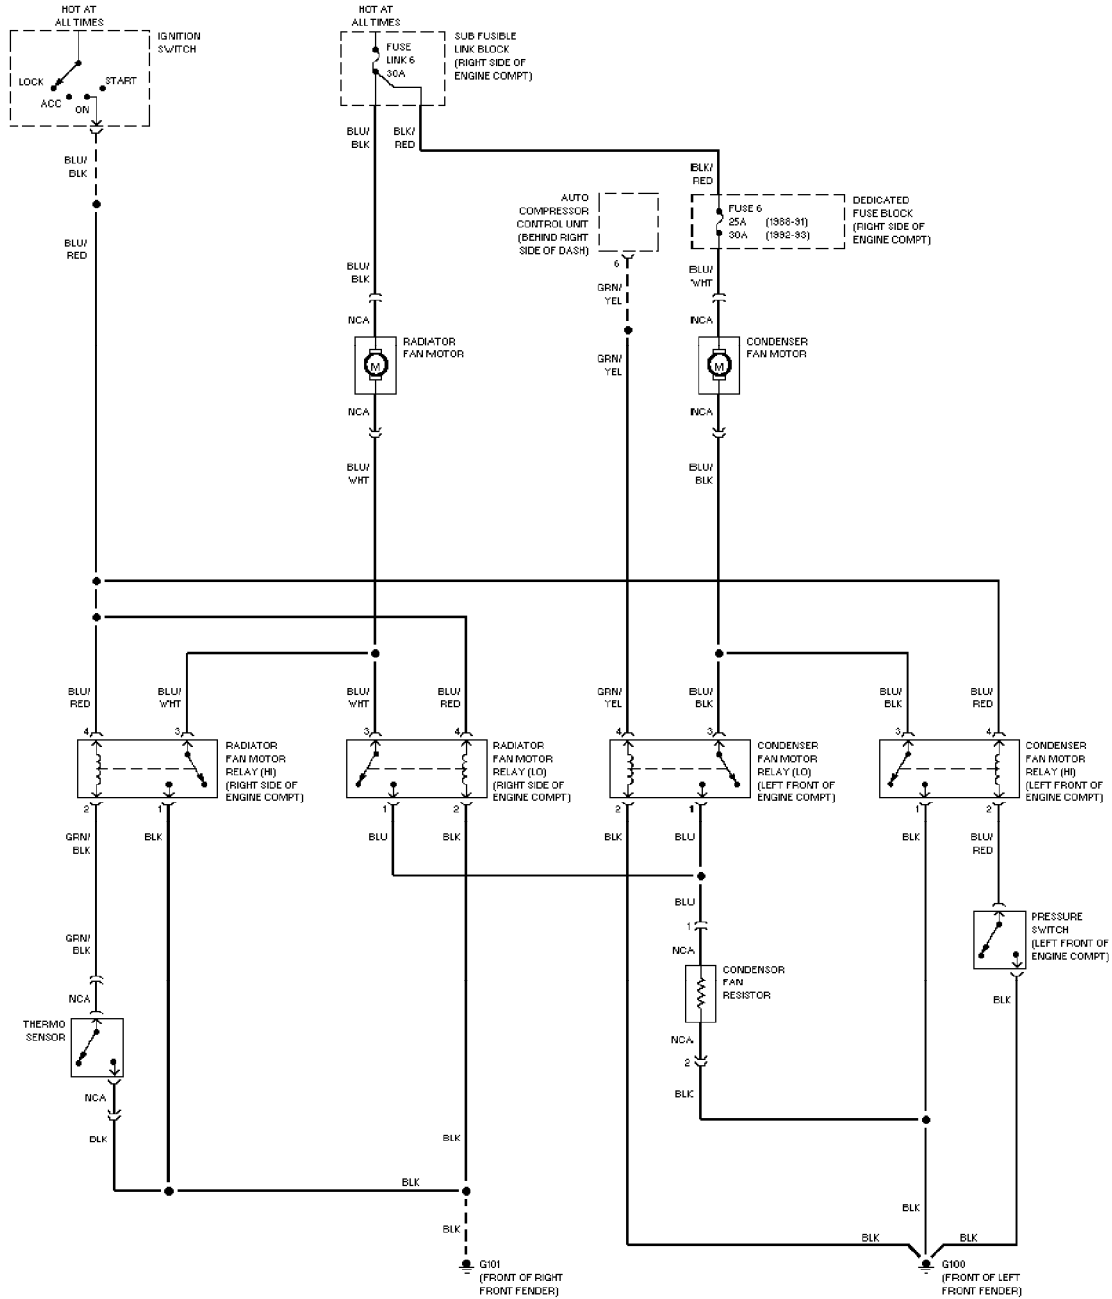 HOT AT
ALL TIMES
IGNITION
SWITCH
LOCK
START
ACC
ON
HOT AT
ALL TIMES
FUSE
LINK 6
30A
SUB FUSIBLE
LINK BLOCK
(RIGHT SIDE OF
ENGINE COMPT)
BLU/
BLK
BLU/
BLK
BLK/
RED
BLK/
RED
AUTO
COMPRESSOR
CONTROL UNIT
(BEHIND RIGHT
SIDE OF DASH)
FUSE 6
25A (1988-91)
30A (1992-93)
DEDICATED
FUSE BLOCK
(RIGHT SIDE OF
ENGINE COMPT)
BLU/
RED
BLU/
BLK
6
GRN/
YEL
BLU/
WHT
NCA
NCA
RADIATOR
FAN MOTOR
M
GRN/
YEL
CONDENSER
FAN MOTOR
M
NCA
NCA
BLU/
WHT
BLU/
BLK
BLU/
RED
BLU/
WHT
BLU/
WHT
BLU/
RED
GRN/
YEL
BLU/
BLK
BLU/
BLK
BLU/
RED
4
3
3
4
4
3
3
4
RADIATOR
FAN MOTOR
RELAY (HI)
(RIGHT SIDE OF
ENGINE COMPT)
RADIATOR
FAN MOTOR
RELAY (LO)
(RIGHT SIDE OF
ENGINE COMPT)
CONDENSER
FAN MOTOR
RELAY (LO)
(LEFT FRONT OF
ENGINE COMPT)
CONDENSER
FAN MOTOR
RELAY (HI)
(LEFT FRONT OF
ENGINE COMPT)
2
1
1
2
2
1
1
2
GRN/
BLK
BLK
BLU
BLK
BLK
BLU
BLK
BLU/
RED
BLU
1
PRESSURE
SWITCH
(LEFT FRONT OF
ENGINE COMPT)
GRN/
BLK
NCA
CONDENSOR
FAN
RESISTOR
NCA
BLK
THERMO
SENSOR
NCA
2
NCA
BLK
BLK
BLK
BLK
BLK
BLK
BLK
BLK
G101
(FRONT OF RIGHT
FRONT FENDER)
BLK
G100
(FRONT OF LEFT
FRONT FENDER)